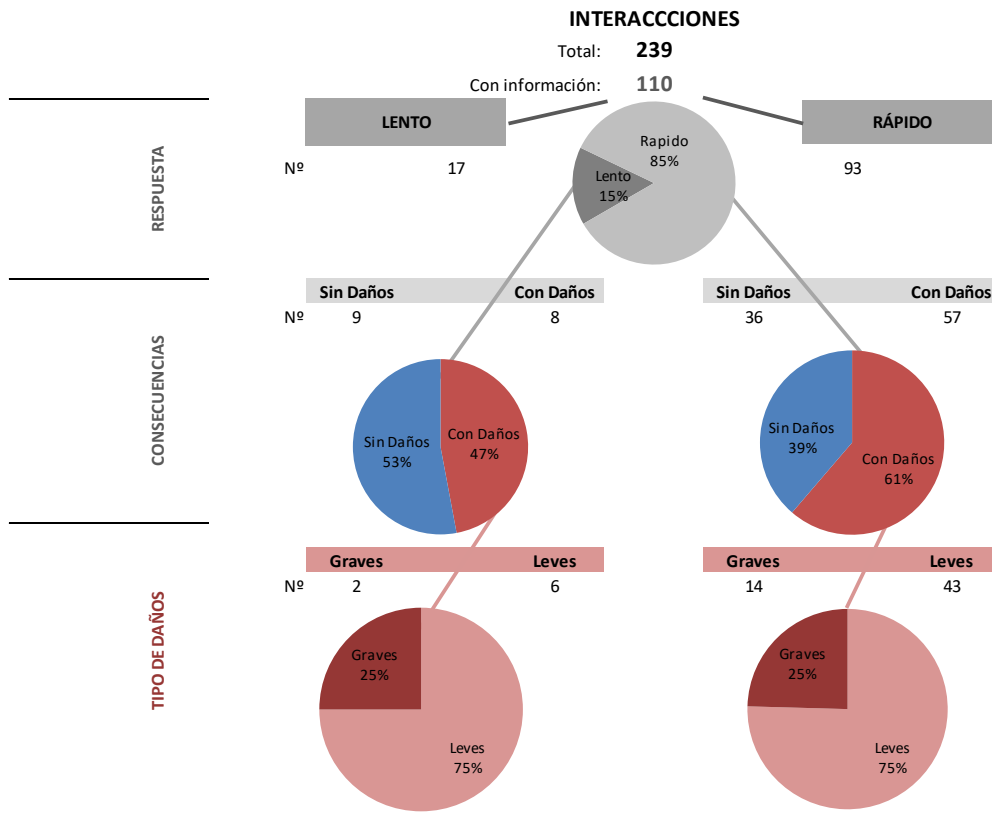 INTERACCCIONES
Total: 239
Con información: 110
LENTO RÁPIDO
RESPUESTA
Nº 17 93
Rapido
85%
Lento
15%
Sin Daños Con Daños Sin Daños Con Daños
Nº 9 8 36 57
CONSECUENCIAS
Sin Daños
53%
Con Daños
47%
Sin Daños
39%
Con Daños
61%
Graves Leves Graves Leves
Nº 2 6 14 43
TIPO DE DAÑOS
Graves
25%
Leves
75%
Graves
25%
Leves
75%